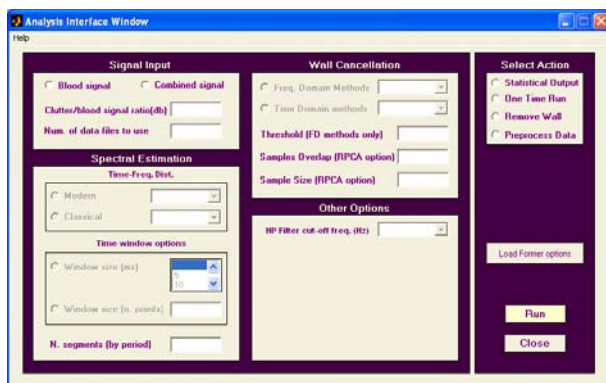 Analysis Interface Window
Help
Signal Input
Blood signal
Combined signal
Clutter/blood signal ratio(db)
Num. of data files to use
Spectral Estimation
Time-Freq. Dist.
Modern
Classical
Time window options
Window size (ms)
5
10
Window size (n. points)
N. segments (by period)
Wall Cancellation
Freq. Domain Methods
Time Domain methods
Threshold (FD methods only)
Samples Overlap (RPCA option)
Sample Size (RPCA option)
Other Options
HP Filter cut-off freq. (Hz)
Select Action
Statistical Output
One Time Run
Remove Wall
Preprocess Data
Load Former options
Run
Close